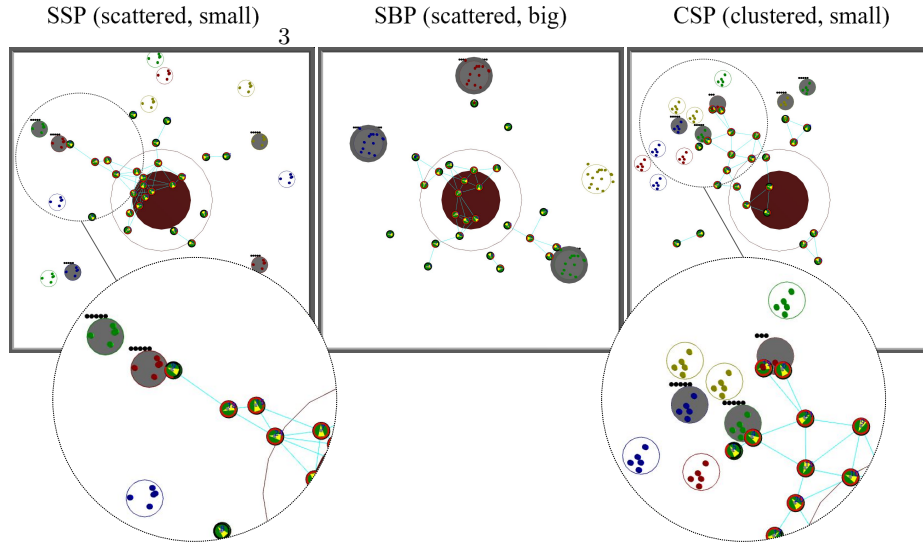 SSP (scattered, small) SBP (scattered, big) CSP (clustered, small)
3